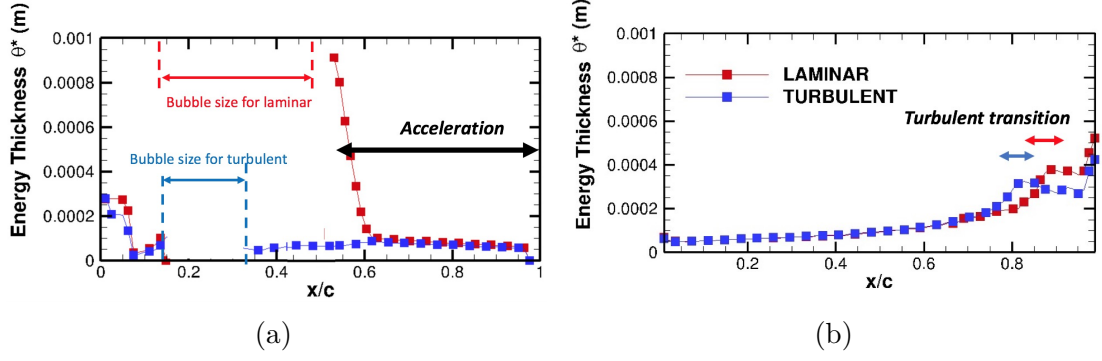 Energy Thickness θ* (m)
0.001
0.0008
0.0006
0.0004
0.0002
0
Bubble size for laminar
Bubble size for turbulent
Acceleration
0 0.2 0.4 0.6 0.8 1
x/c
(a)
Energy Thickness θ* (m)
0.001
0.0008
0.0006
0.0004
0.0002
0
LAMINAR
TURBULENT
Turbulent transition
0.2 0.4 0.6 0.8
x/c
(b)